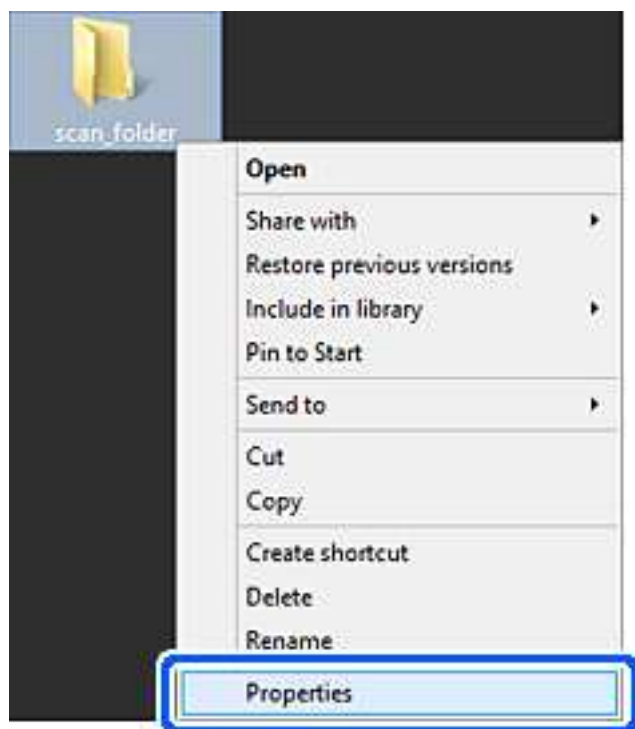 scan_folder
Open
Share with
Restore previous versions
Include in library
Pin to Start
Send to
Cut
Copy
Create shortcut
Delete
Rename
Properties